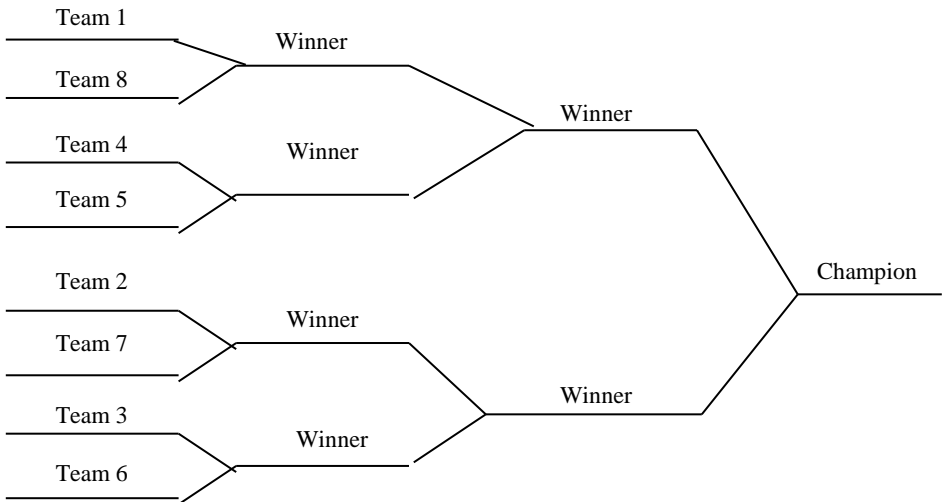 Team 1
Winner
Team 8
Winner
Team 4
Winner
Team 5
Champion
Team 2
Winner
Team 7
Winner
Team 3
Winner
Team 6